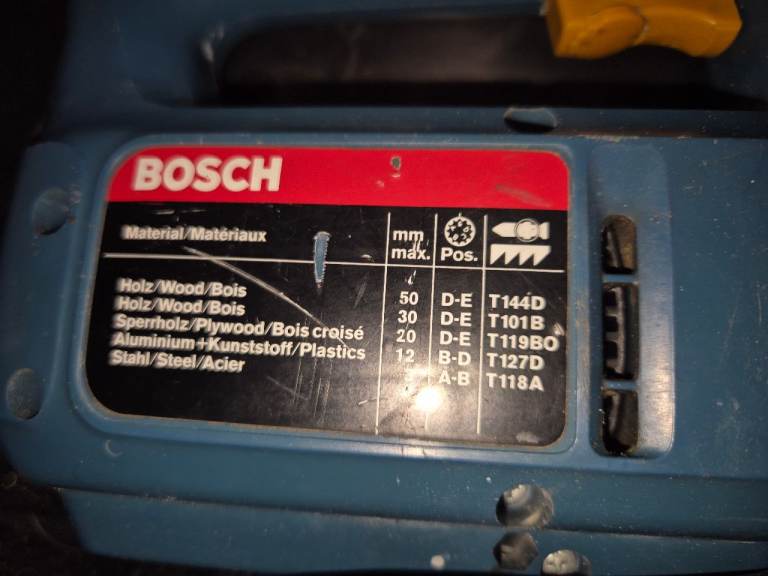 BOSCH
Material/Matériaux mm max. Pos.
Holz/Wood/Bois 50 D-E T144D
Holz/Wood/Bois 30 D-E T101B
Sperrholz/Plywood/Bois croisé 20 D-E T119BO
Aluminium+Kunststoff/Plastics 12 B-D T127D
Stahl/Steel/Acier A-B T118A